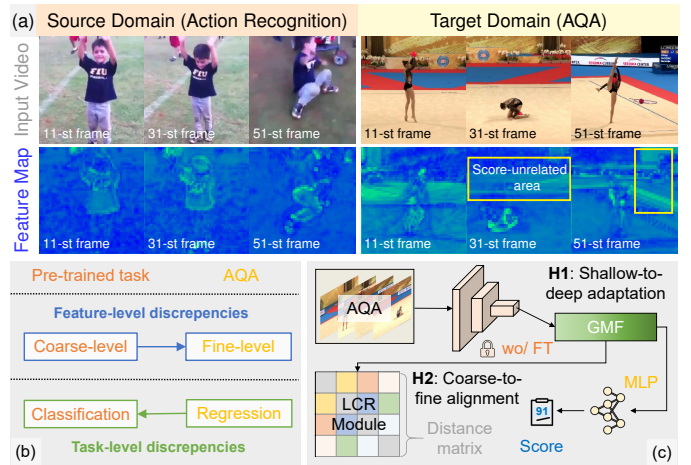 (a)
Source Domain (Action Recognition)
Target Domain (AQA)
Input Video
FIU
FIU
11-st frame
31-st frame
51-st frame
11-st frame
31-st frame
51-st frame
Feature Map
Score-unrelated
area
11-st frame
31-st frame
51-st frame
11-st frame
31-st frame
51-st frame
Pre-trained task
AQA
Feature-level discrepencies
Coarse-level
Fine-level
Classification
Regression
Task-level discrepencies
(b)
AQA
H1: Shallow-to-
deep adaptation
GMF
wo/ FT
H2: Coarse-to-
fine alignment
LCR
Module
Distance
matrix
91
Score
MLP
(c)